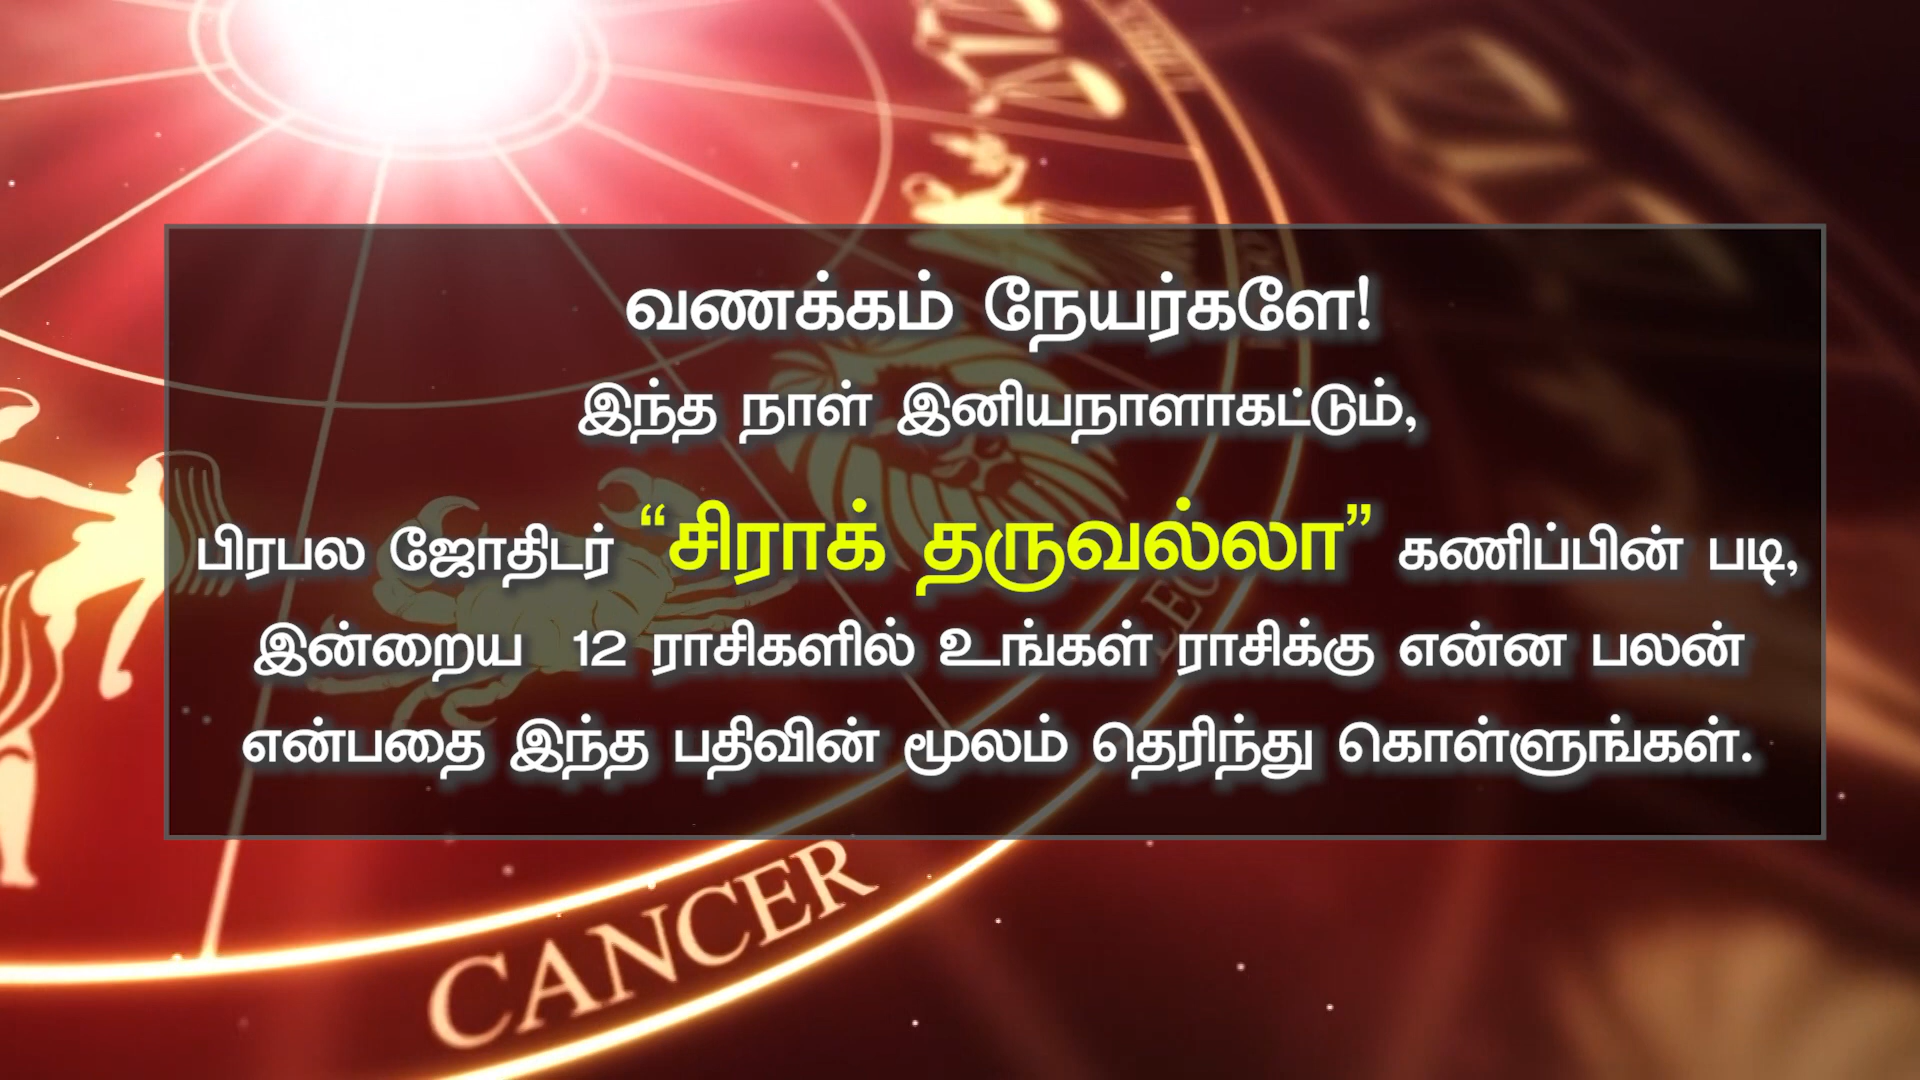 வணக்கம் நேயர்களே!
இந்த நாள் இனியநாளாகட்டும்,
பிரபல ஜோதிடர் “சிராக் தருவல்லா” கணிப்பின் படி,
இன்றைய 12 ராசிகளில் உங்கள் ராசிக்கு என்ன பலன்
என்பதை இந்த பதிவின் மூலம் தெரிந்து கொள்ளுங்கள்.
LEO
CANCER